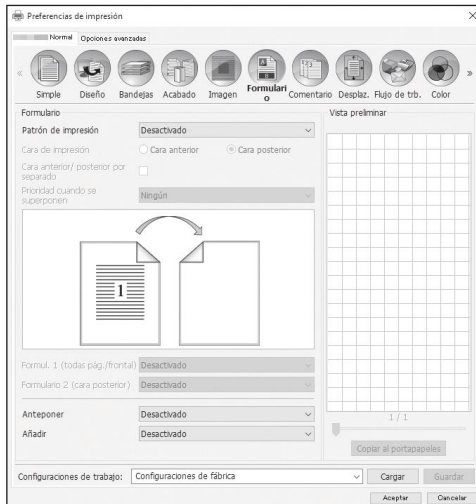 Preferencias de impresión
Normal Opciones avanzadas
« Simple Diseño Bandejas Acabado Imagen Formulari
o Comentario Desplaz. Flujo de trb. Color »
Formulario
Patrón de impresión Desactivado
Cara de impresión Cara anterior Cara posterior
Cara anterior/ posterior por
separado
Prioridad cuando se
superponen Ningún
1
Formul. 1 (todas pág./frontal) Desactivado
Formulario 2 (cara posterior) Desactivado
Anteponer Desactivado
Añadir Desactivado
Vista preliminar
1 / 1
Copiar al portapapeles
Configuraciones de trabajo: Configuraciones de fábrica Cargar Guardar
Aceptar Cancelar